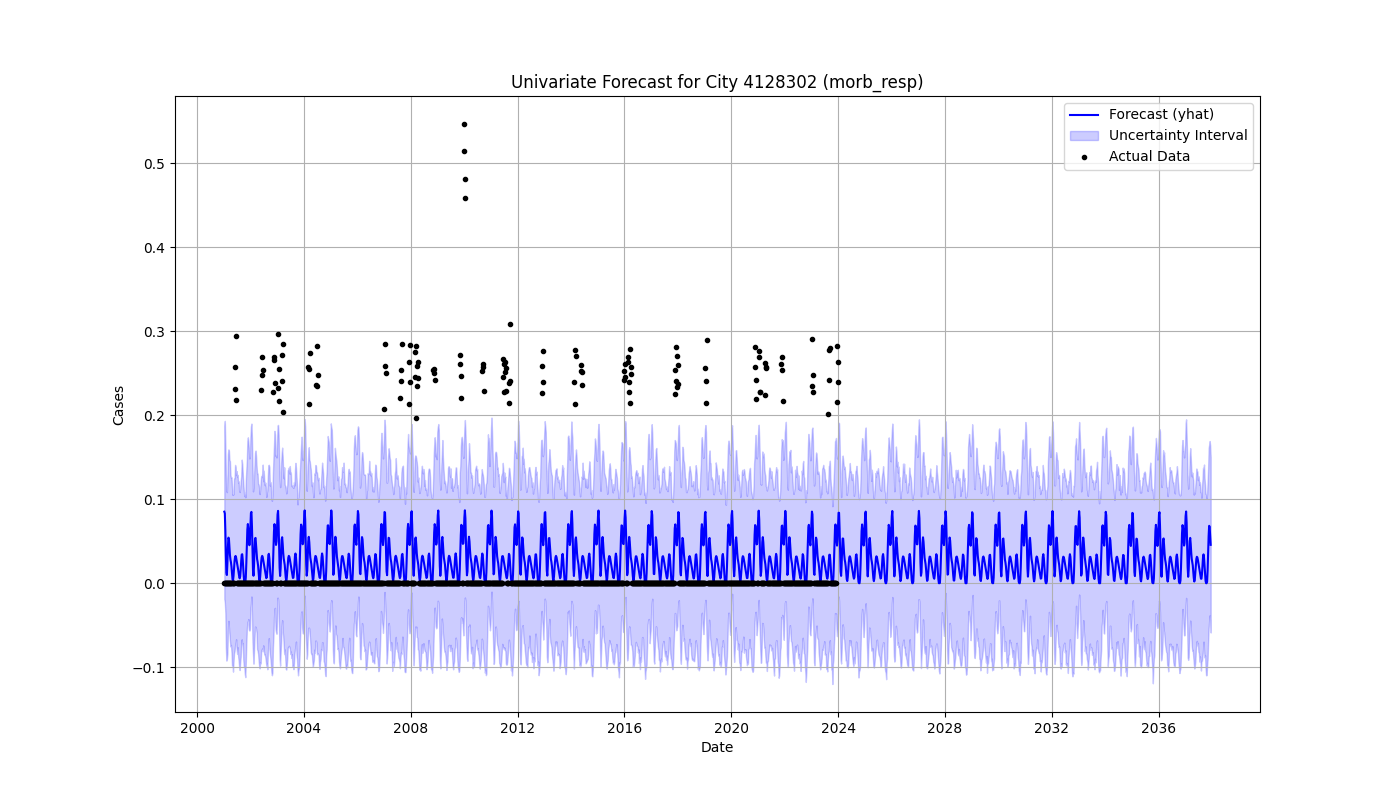 Univariate Forecast for City 4128302 (morb_resp)
Forecast (yhat)
Uncertainty Interval
Actual Data
Cases
0.5
0.4
0.3
0.2
0.1
0.0
−0.1
2000 2004 2008 2012 2016 2020 2024 2028 2032 2036
Date